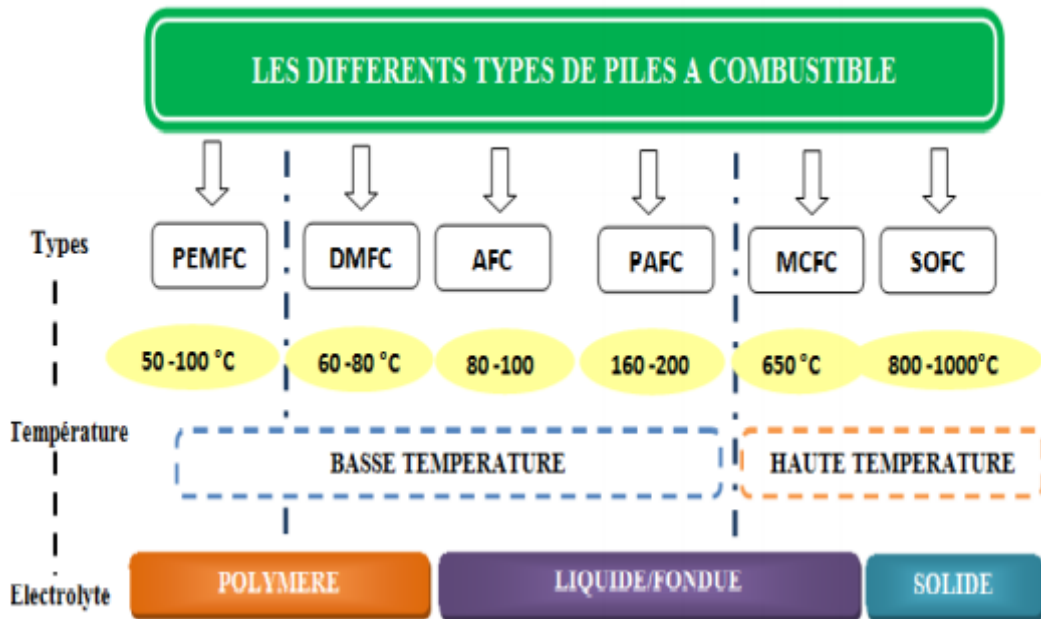 LES DIFFERENTS TYPES DE PILES A COMBUSTIBLE
Types
PEMFC
DMFC
AFC
PAFC
MCFC
SOFC
50 -100 °C
60 -80 °C
80 -100
160 -200
650 °C
800 -1000°C
Température
BASSE TEMPERATURE
HAUTE TEMPERATURE
Electrolyte
POLYMERE
LIQUIDE/FONDUE
SOLIDE